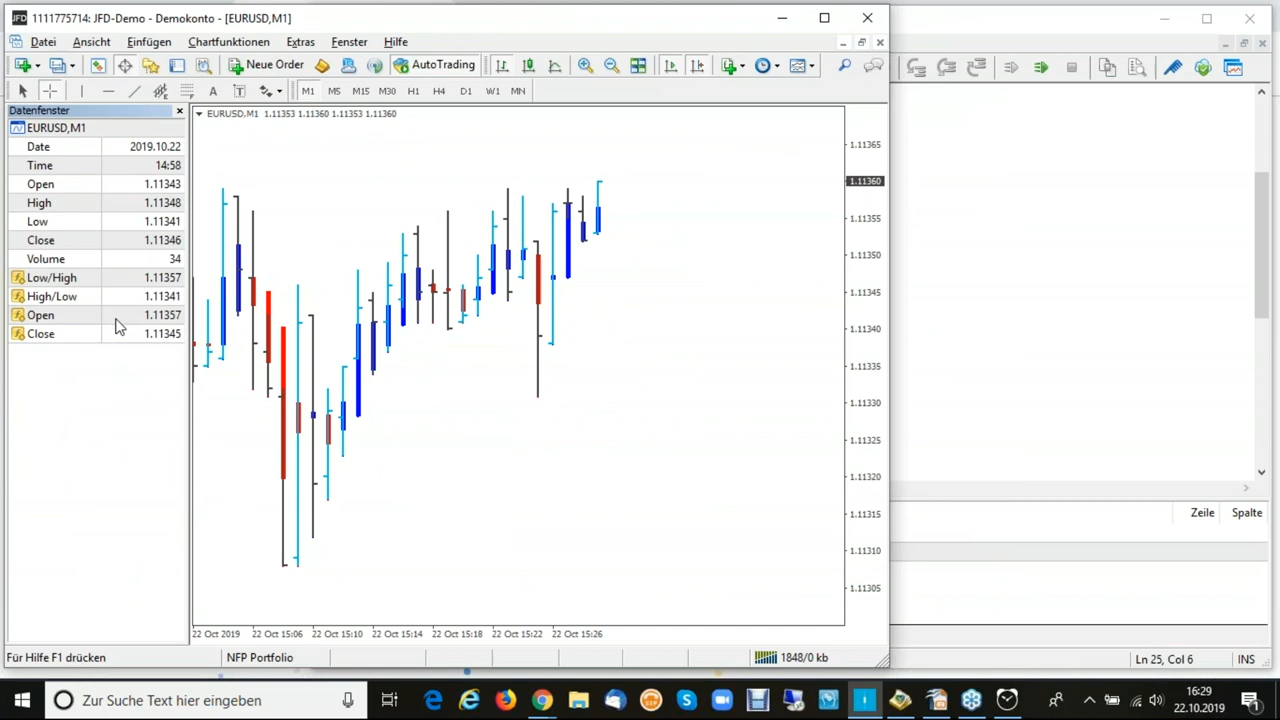 JFD 1111775714: JFD-Demo - Demokonto - [EURUSD,M1]
Datei Ansicht Einfügen Chartfunktionen Extras Fenster Hilfe
New Order AutoTrading
A T M1 M5 M15 M30 H1 H4 D1 W1 MN
Datenfenster
EURUSD,M1
Date 2019.10.22
Time 14:58
Open 1.11343
High 1.11348
Low 1.11341
Close 1.11346
Volume 34
Low/High 1.11357
High/Low 1.11341
Open 1.11357
Close 1.11345
EURUSD,M1 1.11353 1.11360 1.11353 1.11360
1.11365
1.11360
1.11355
1.11350
1.11345
1.11340
1.11335
1.11330
1.11325
1.11320
1.11315
1.11310
1.11305
22 Oct 2019 22 Oct 15:06 22 Oct 15:10 22 Oct 15:14 22 Oct 15:18 22 Oct 15:22 22 Oct 15:26
Zeile Spalte
Für Hilfe F1 drücken NFP Portfolio 1848/0 kb
Ln 25, Col 6 INS
Zur Suche Text hier eingeben
16:29
22.10.2019
1